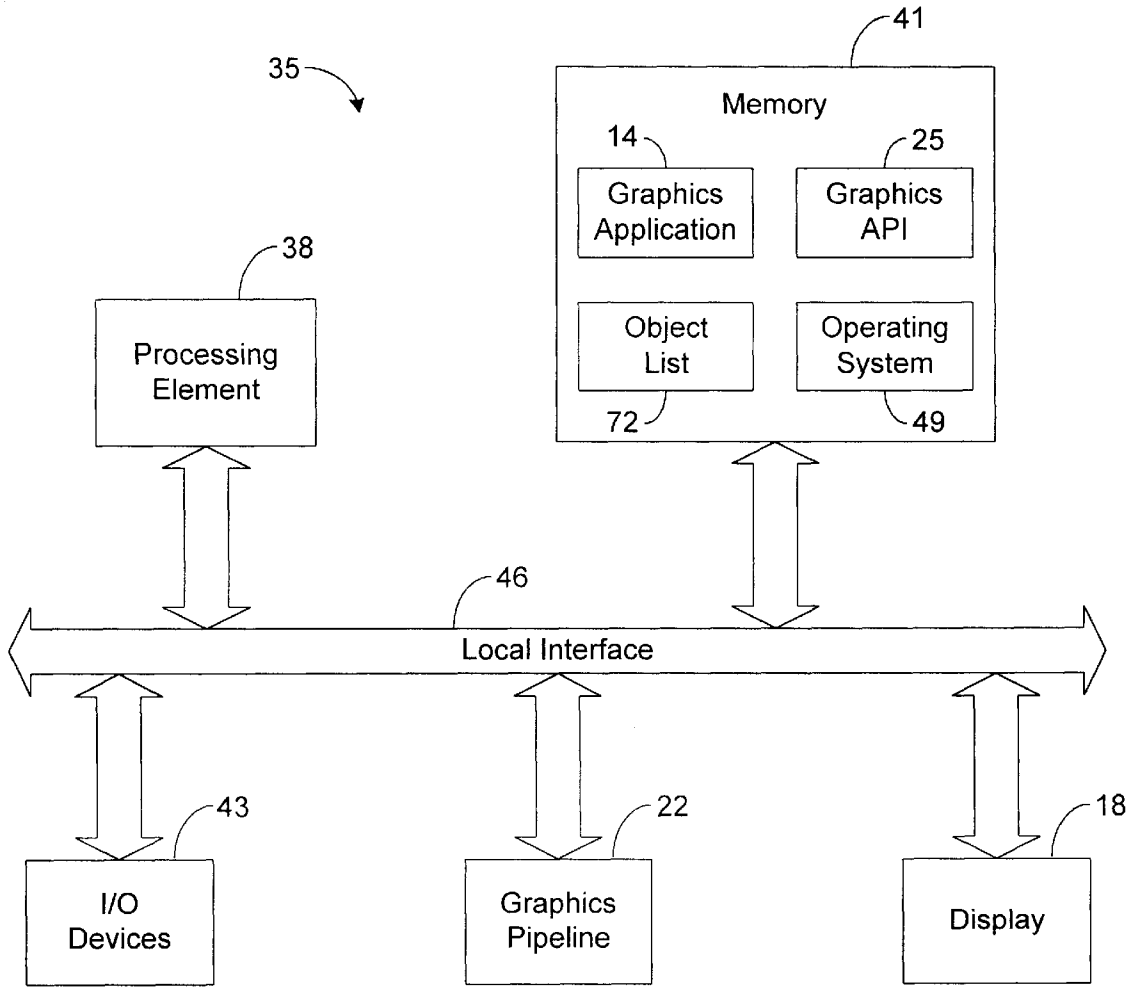 41
35
Memory
14
25
Graphics
Application
Graphics
API
38
Processing
Element
Object
List
Operating
System
72
49
46
Local Interface
43
22
18
I/O
Devices
Graphics
Pipeline
Display